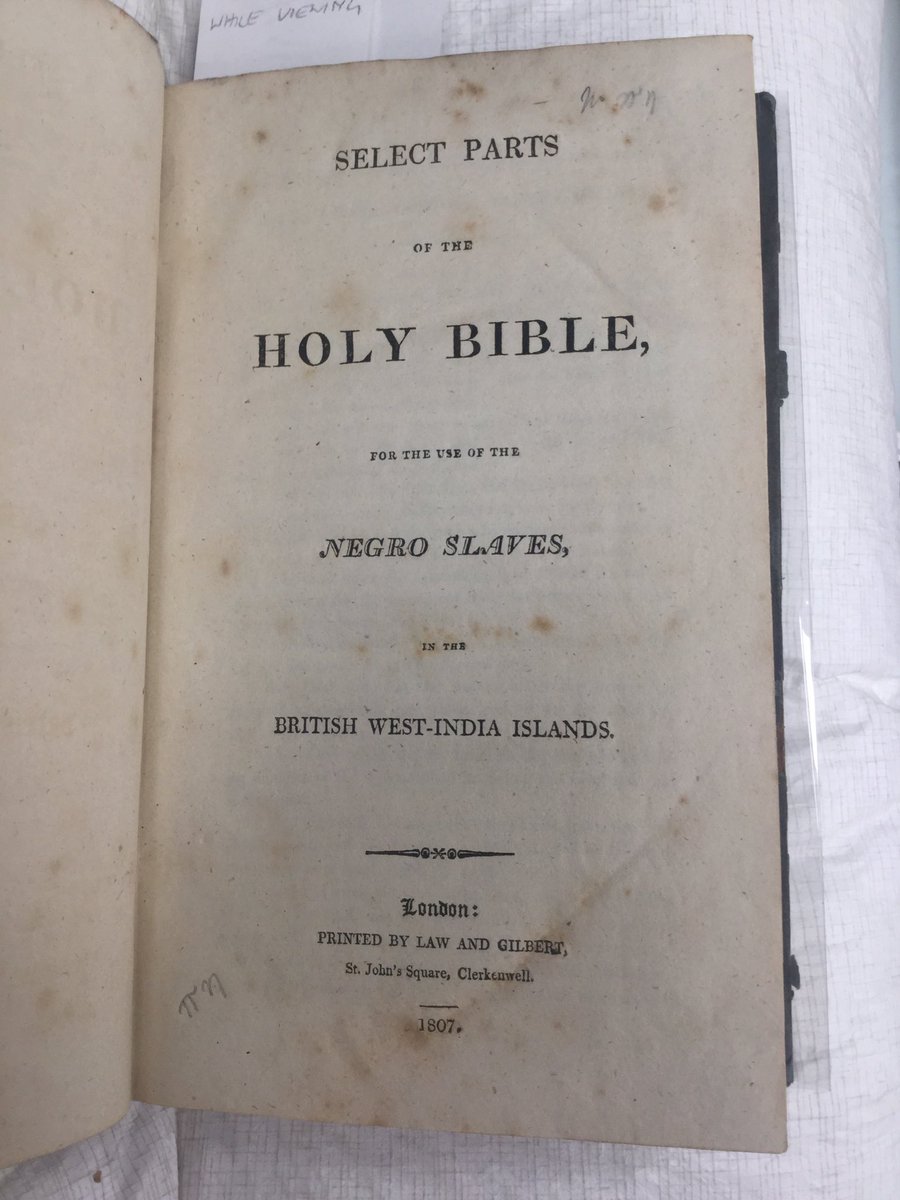 WHILE VIEWING
SELECT PARTS
OF THE
HOLY BIBLE,
FOR THE USE OF THE
NEGRO SLAVES,
IN THE
BRITISH WEST-INDIA ISLANDS.
London:
PRINTED BY LAW AND GILBERT,
St. John's Square, Clerkenwell.
1807.